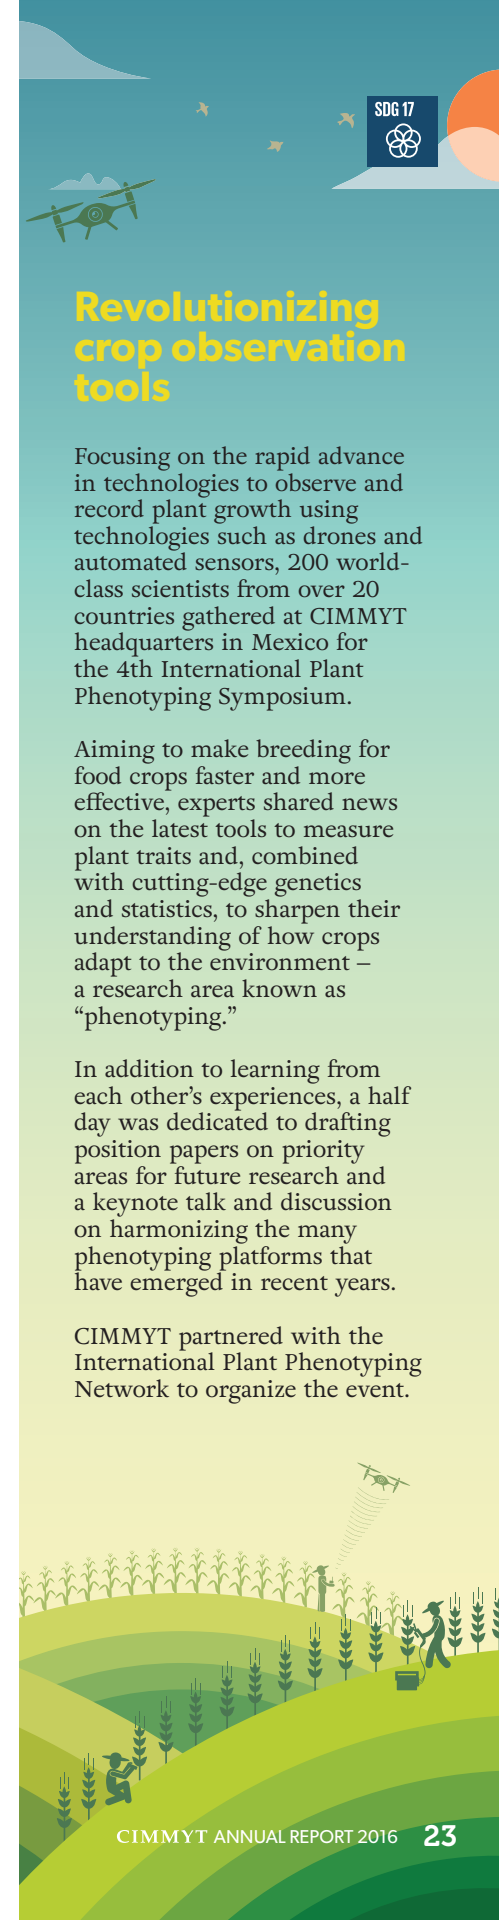 SDG 17
Revolutionizing
crop observation
tools
Focusing on the rapid advance
in technologies to observe and
record plant growth using
technologies such as drones and
automated sensors, 200 world-
class scientists from over 20
countries gathered at CIMMYT
headquarters in Mexico for
the 4th International Plant
Phenotyping Symposium.
Aiming to make breeding for
food crops faster and more
effective, experts shared news
on the latest tools to measure
plant traits and, combined
with cutting-edge genetics
and statistics, to sharpen their
understanding of how crops
adapt to the environment –
a research area known as
“phenotyping.”
In addition to learning from
each other’s experiences, a half
day was dedicated to drafting
position papers on priority
areas for future research and
a keynote talk and discussion
on harmonizing the many
phenotyping platforms that
have emerged in recent years.
CIMMYT partnered with the
International Plant Phenotyping
Network to organize the event.
CIMMYT ANNUAL REPORT 2016 23